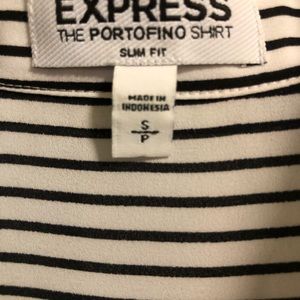 EXPRESS
THE PORTOFINO SHIRT
SLIM FIT
MADE IN
INDONESIA
S
P